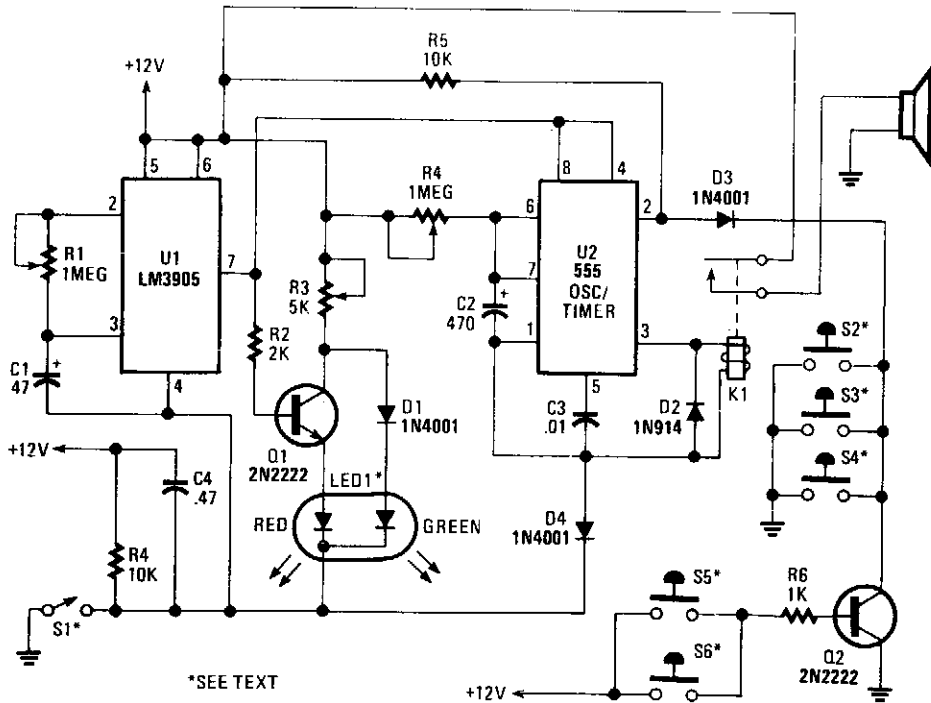 R5
10K
+12V
5
6
8
4
R4
1MEG
D3
1N4001
2
6
2
R1
1MEG
U1
LM3905
7
U2
555
OSC/
TIMER
7
R3
5K
C2
470
+
3
1
3
R2
2K
C1
47
+
4
5
K1
S2*
D1
1N4001
C3
.01
D2
1N914
S3*
Q1
2N2222
+12V
C4
.47
LED1*
S4*
RED
GREEN
D4
1N4001
R4
10K
S5*
R6
1K
S1*
S6*
Q2
2N2222
*SEE TEXT
+12V